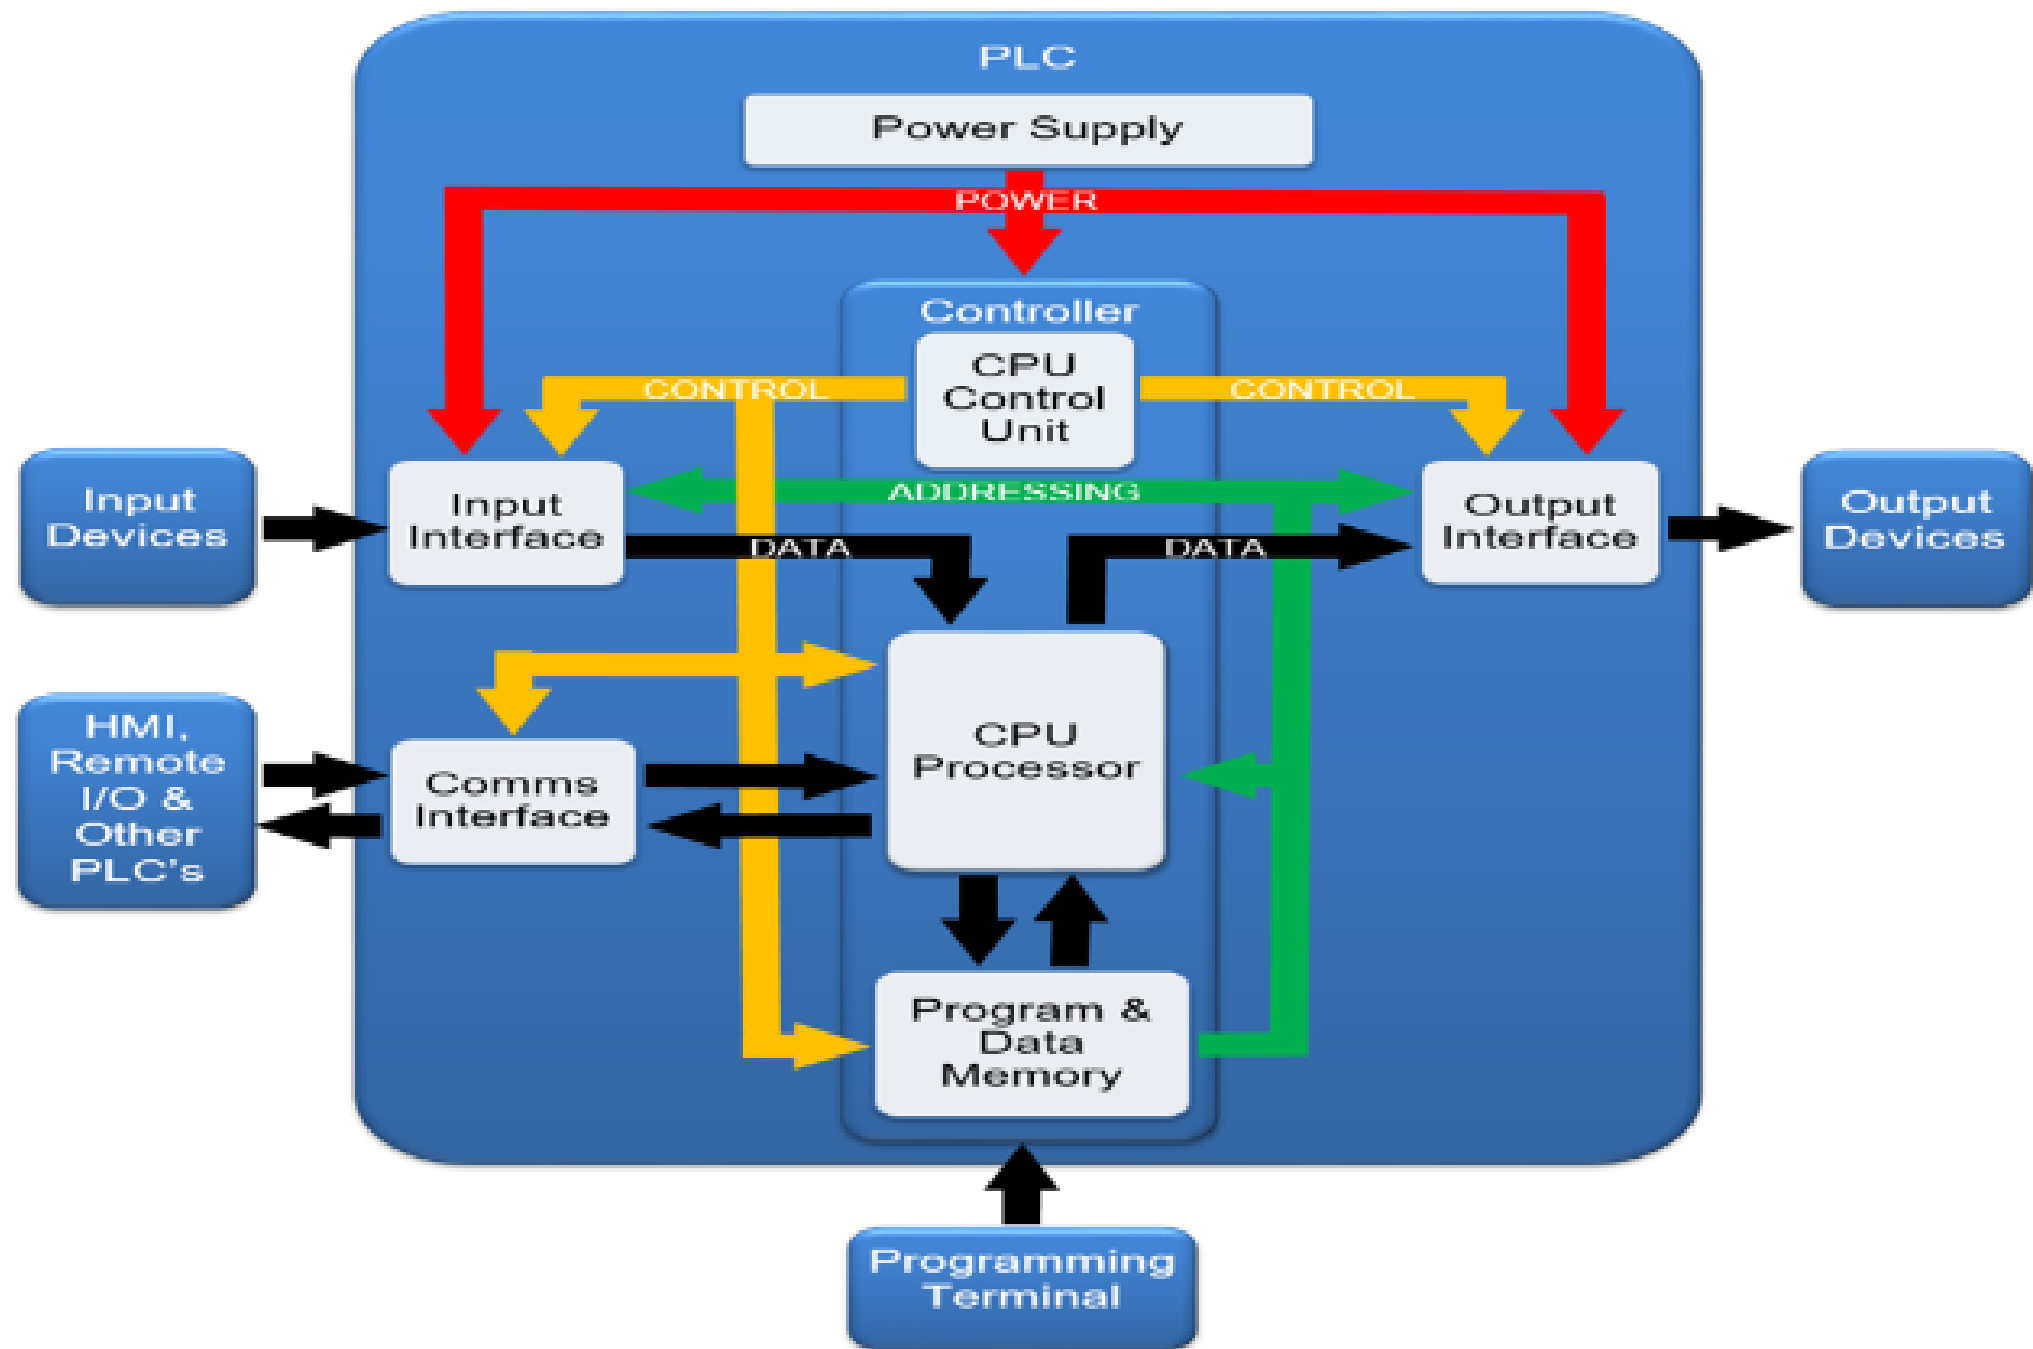 PLC
Power Supply
POWER
Controller
CPU
Control
Unit
CONTROL
CONTROL
Input
Devices
Input
Interface
ADDRESSING
Output
Interface
Output
Devices
DATA
DATA
HMI,
Remote
I/O &
Other
PLC's
Comms
Interface
CPU
Processor
Program &
Data
Memory
Programming
Terminal